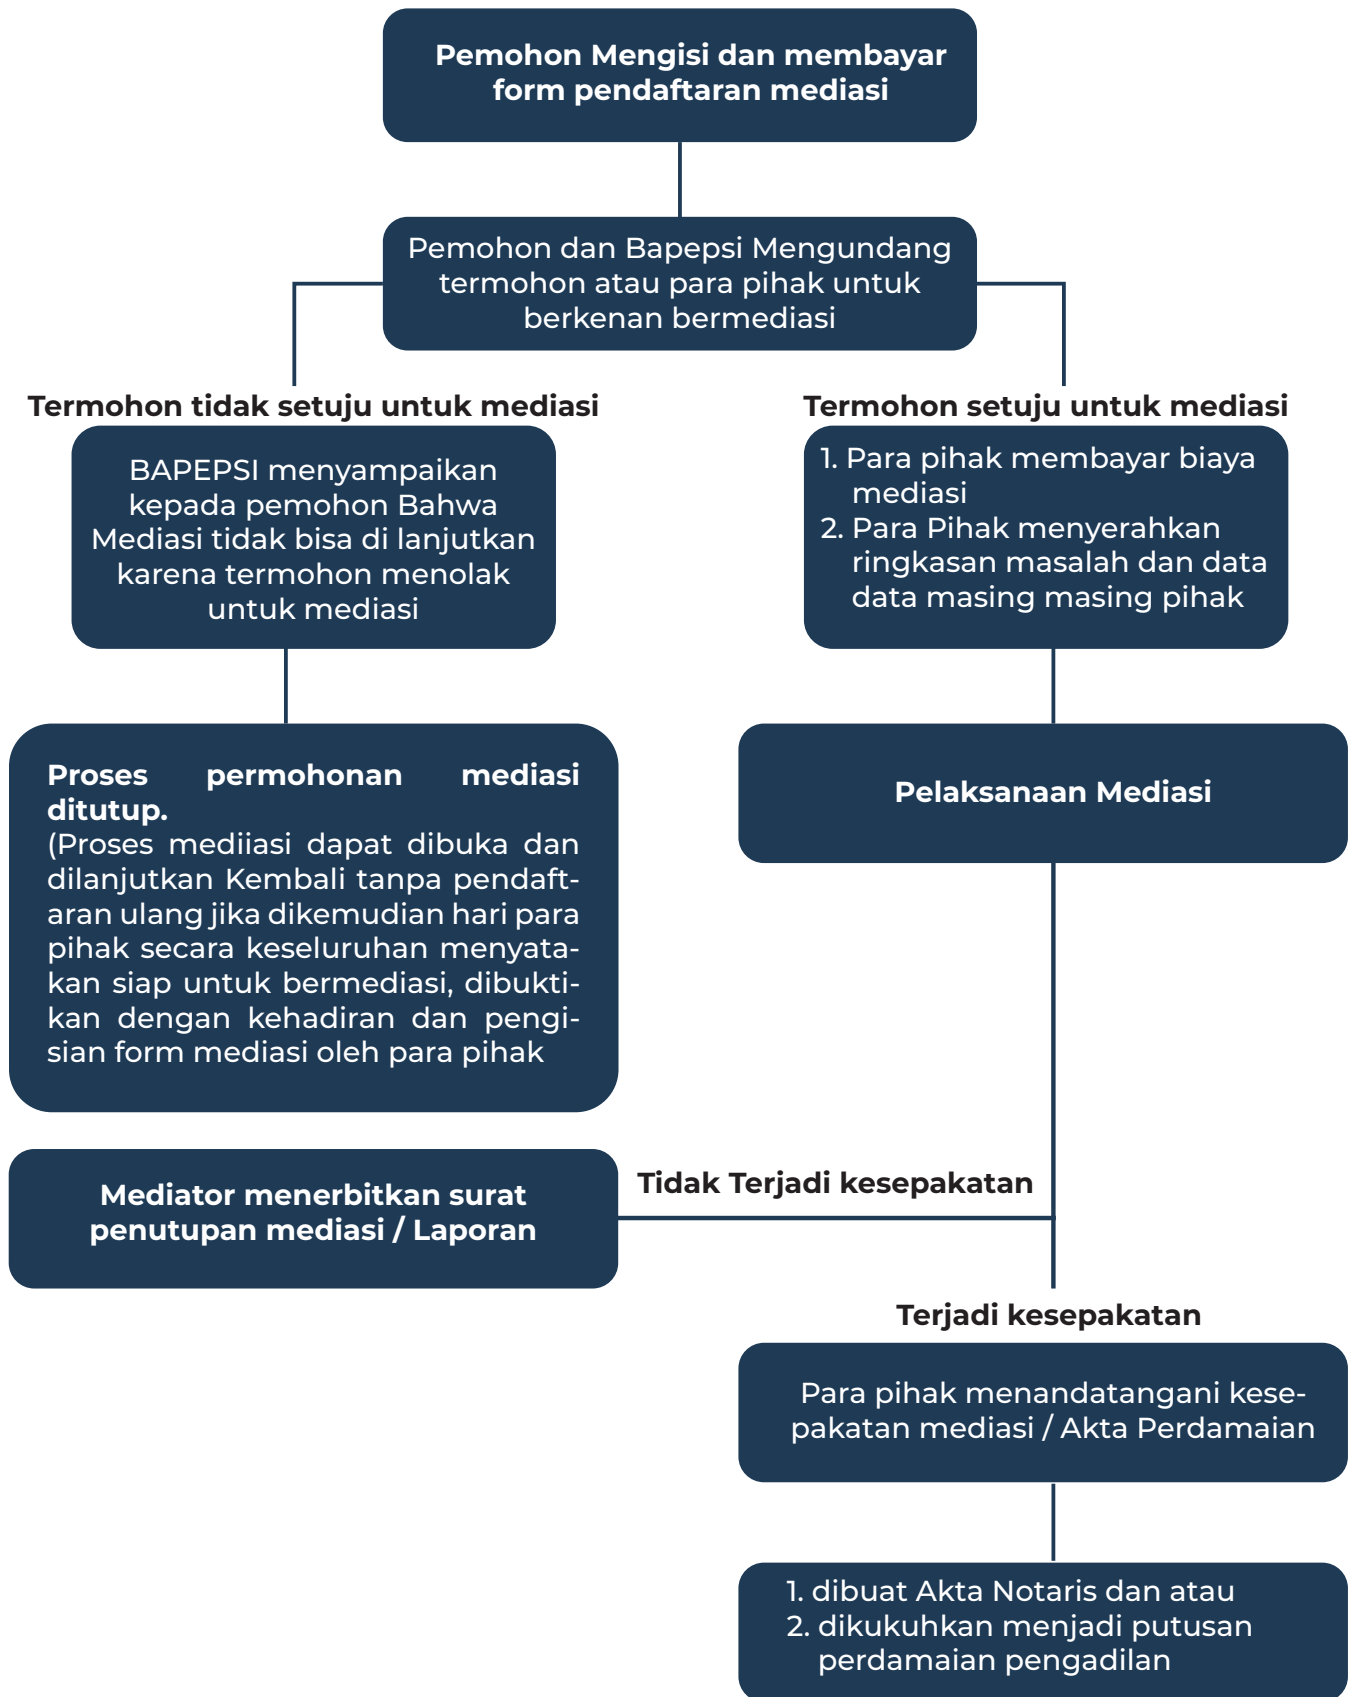 Pemohon Mengisi dan membayar
form pendaftaran mediasi
Pemohon dan Bapepsi Mengundang
termohon atau para pihak untuk
berkenan bermediasi
Termohon tidak setuju untuk mediasi
BAPEPSI menyampaikan
kepada pemohon Bahwa
Mediasi tidak bisa di lanjutkan
karena termohon menolak
untuk mediasi
Proses permohonan mediasi
ditutup.
(Proses mediiasi dapat dibuka dan
dilanjutkan Kembali tanpa pendaft-
aran ulang jika dikemudian hari para
pihak secara keseluruhan menyata-
kan siap untuk bermediasi, dibukti-
kan dengan kehadiran dan pengi-
sian form mediasi oleh para pihak
Termohon setuju untuk mediasi
1. Para pihak membayar biaya
mediasi
2. Para Pihak menyerahkan
ringkasan masalah dan data
data masing masing pihak
Pelaksanaan Mediasi
Tidak Terjadi kesepakatan
Mediator menerbitkan surat
penutupan mediasi / Laporan
Terjadi kesepakatan
Para pihak menandatangani kese-
pakatan mediasi / Akta Perdamaian
1. dibuat Akta Notaris dan atau
2. dikukuhkan menjadi putusan
perdamaian pengadilan